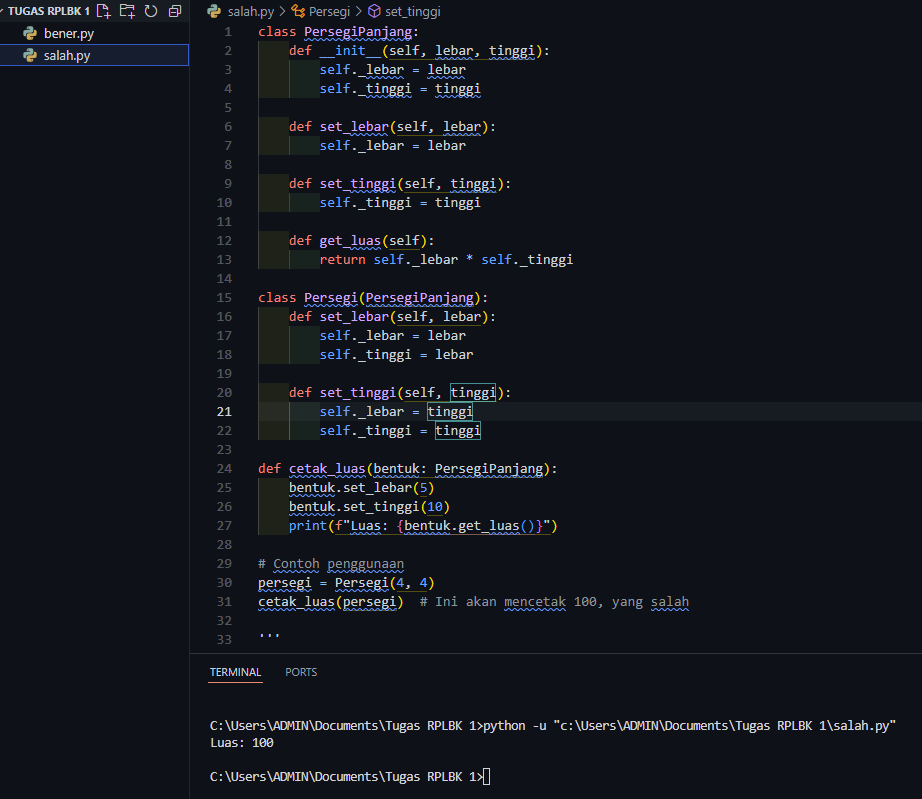 TUGAS RPLBK 1
bener.py
salah.py
salah.py > Persegi > set_tinggi
1 class PersegiPanjang:
2 def __init__(self, lebar, tinggi):
3 self._lebar = lebar
4 self._tinggi = tinggi
5
6 def set_lebar(self, lebar):
7 self._lebar = lebar
8
9 def set_tinggi(self, tinggi):
10 self._tinggi = tinggi
11
12 def get_luas(self):
13 return self._lebar * self._tinggi
14
15 class Persegi(PersegiPanjang):
16 def set_lebar(self, lebar):
17 self._lebar = lebar
18 self._tinggi = lebar
19
20 def set_tinggi(self, tinggi):
21 self._lebar = tinggi
22 self._tinggi = tinggi
23
24 def cetak_luas(bentuk: PersegiPanjang):
25 bentuk.set_lebar(5)
26 bentuk.set_tinggi(10)
27 print(f"Luas: {bentuk.get_luas()}")
28
29 # Contoh penggunaan
30 persegi = Persegi(4, 4)
31 cetak_luas(persegi)  # Ini akan mencetak 100, yang salah
32
33 '''
TERMINAL PORTS
C:\Users\ADMIN\Documents\Tugas RPLBK 1>python -u "c:\Users\ADMIN\Documents\Tugas RPLBK 1\salah.py"
Luas: 100
C:\Users\ADMIN\Documents\Tugas RPLBK 1>